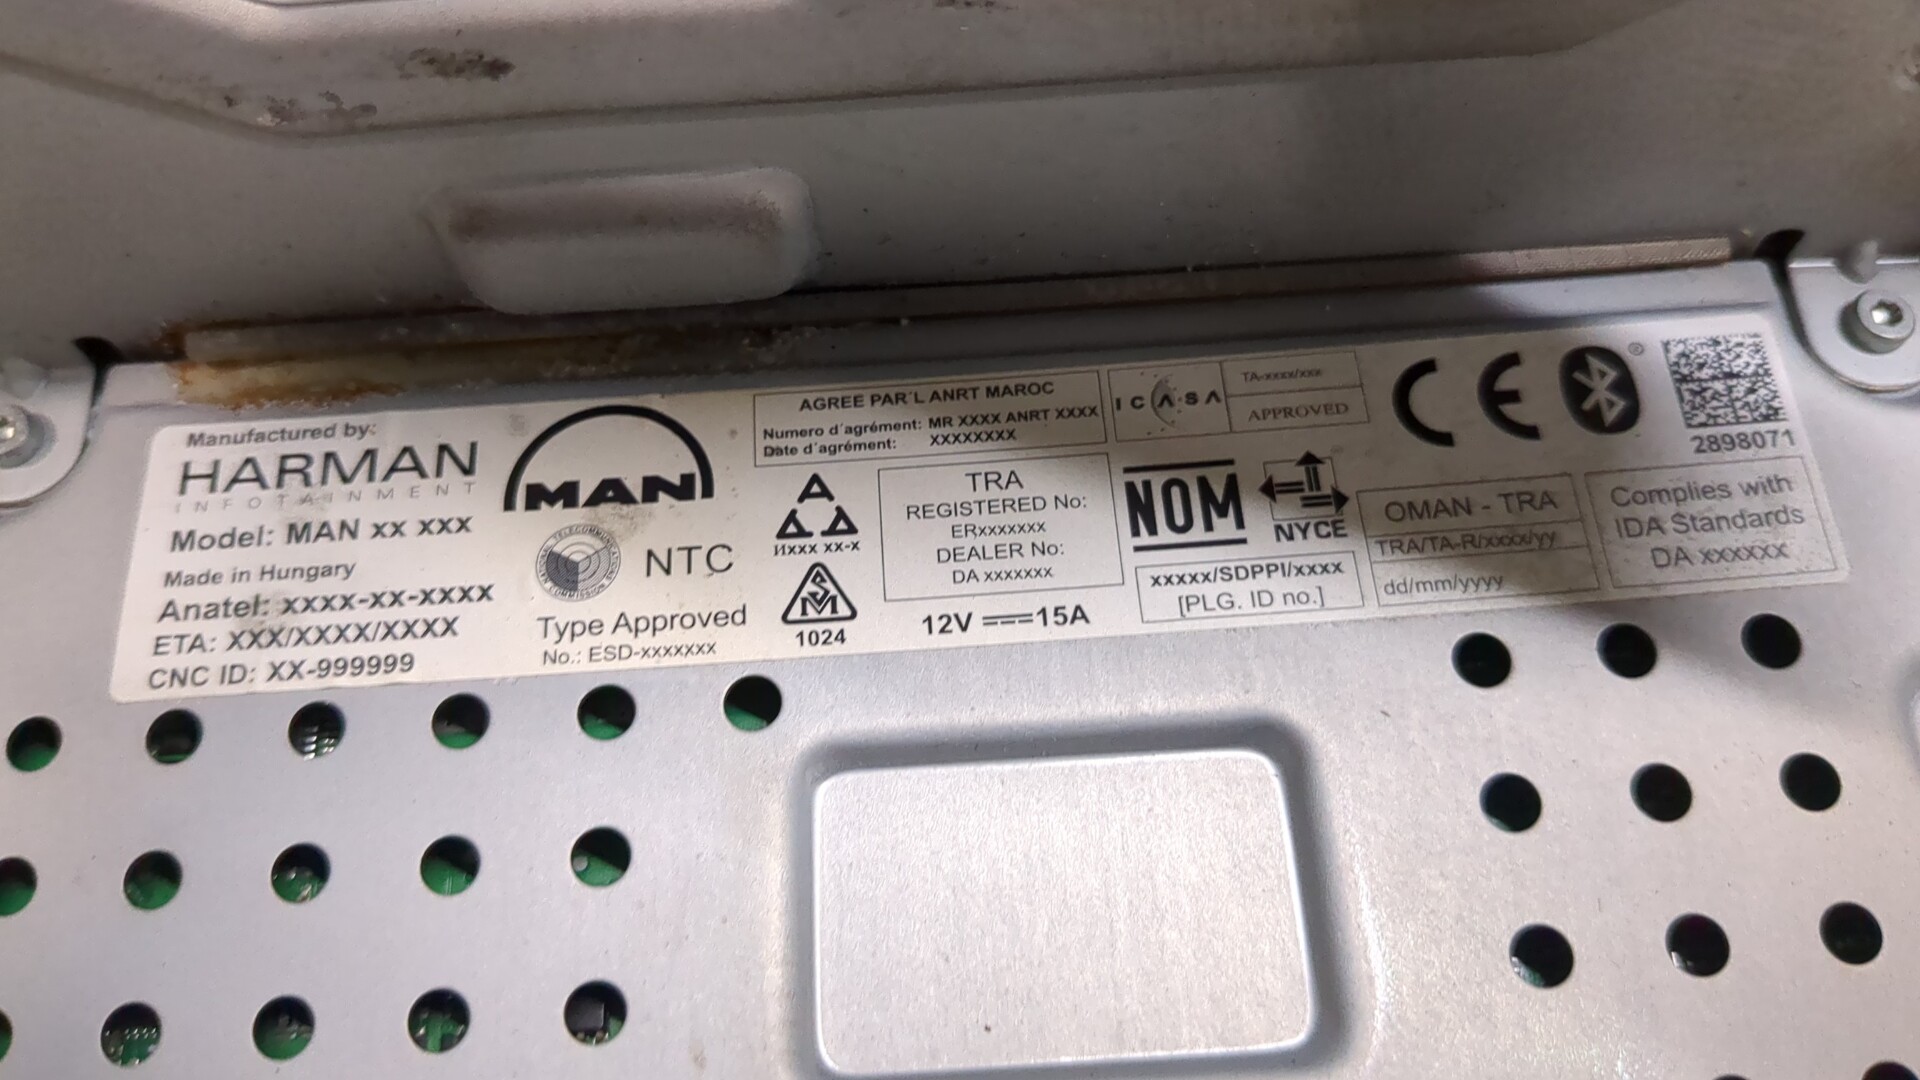 Manufactured by:
HARMAN
INFOTAINMENT
Model: MAN xx xxx
Made in Hungary
Anatel: xxxx-xx-xxxx
ETA: XXX/XXXX/XXXX
CNC ID: XX-999999
MAN
NATIONAL TELECOMMUNICATIONS COMMISSION
NTC
Type Approved
No.: ESD-xxxxxxx
AGREE PAR´L ANRT MAROC
Numero d´agrément: MR XXXX ANRT XXXX
Date d´agrément: XXXXXXXX
Иxxx xx-x
SM
1024
TRA
REGISTERED No:
ERxxxxxxx
DEALER No:
DA xxxxxxx
12V ⎓ 15A
ICASA
TA-xxxx/xxx
APPROVED
NOM
NYCE
xxxxx/SDPPI/xxxx
[PLG. ID no.]
CE
®
2898071
OMAN - TRA
TRA/TA-R/xxxx/yy
dd/mm/yyyy
Complies with
IDA Standards
DA xxxxxx